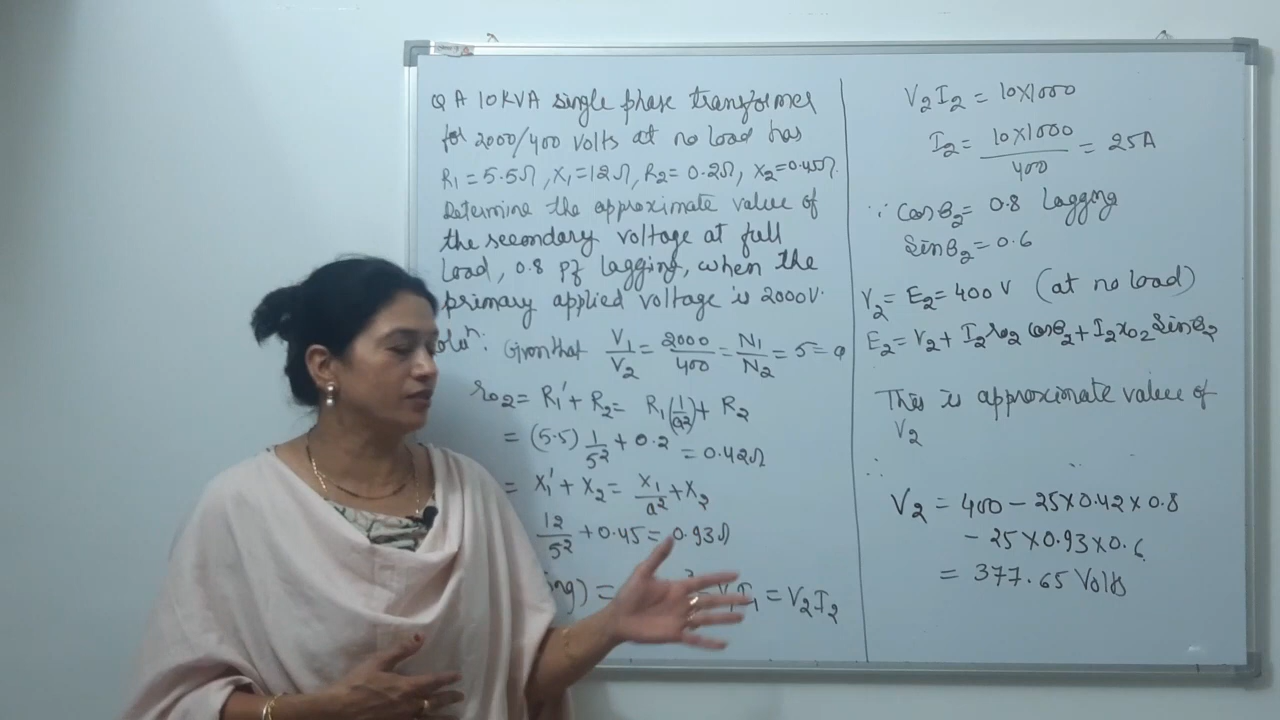 Q A 10KVA single phase transformer
for 2000/400 volts at no load has
R₁ = 5.5Ω, X₁ = 12Ω, R₂ = 0.2Ω, X₂ = 0.45Ω.
Determine the approximate value of
the secondary voltage at full
load, 0.8 pf lagging, when the
primary applied voltage is 2000V.
olⁿ: Given that V₁/V₂ = 2000/400 = N₁/N₂ = 5 = a
r₀₂ = R₁' + R₂ = R₁(1/a²) + R₂
= (5.5) 1/5² + 0.2 = 0.42Ω
= X₁' + X₂ = X₁/a² + X₂
12/5² + 0.45 = 0.93Ω
ing) = V₁I₁ = V₂I₂
V₂I₂ = 10×1000
I₂ = 10×1000/400 = 25A
∵ cosθ₂ = 0.8 lagging
Sinθ₂ = 0.6
V₂ = E₂ = 400 V (at no load)
E₂ = V₂ + I₂r₀₂ cosθ₂ + I₂x₀₂ Sinθ₂
This is approximate value of
V₂
∴
V₂ = 400 - 25×0.42×0.8
- 25×0.93×0.6
= 377.65 Volts